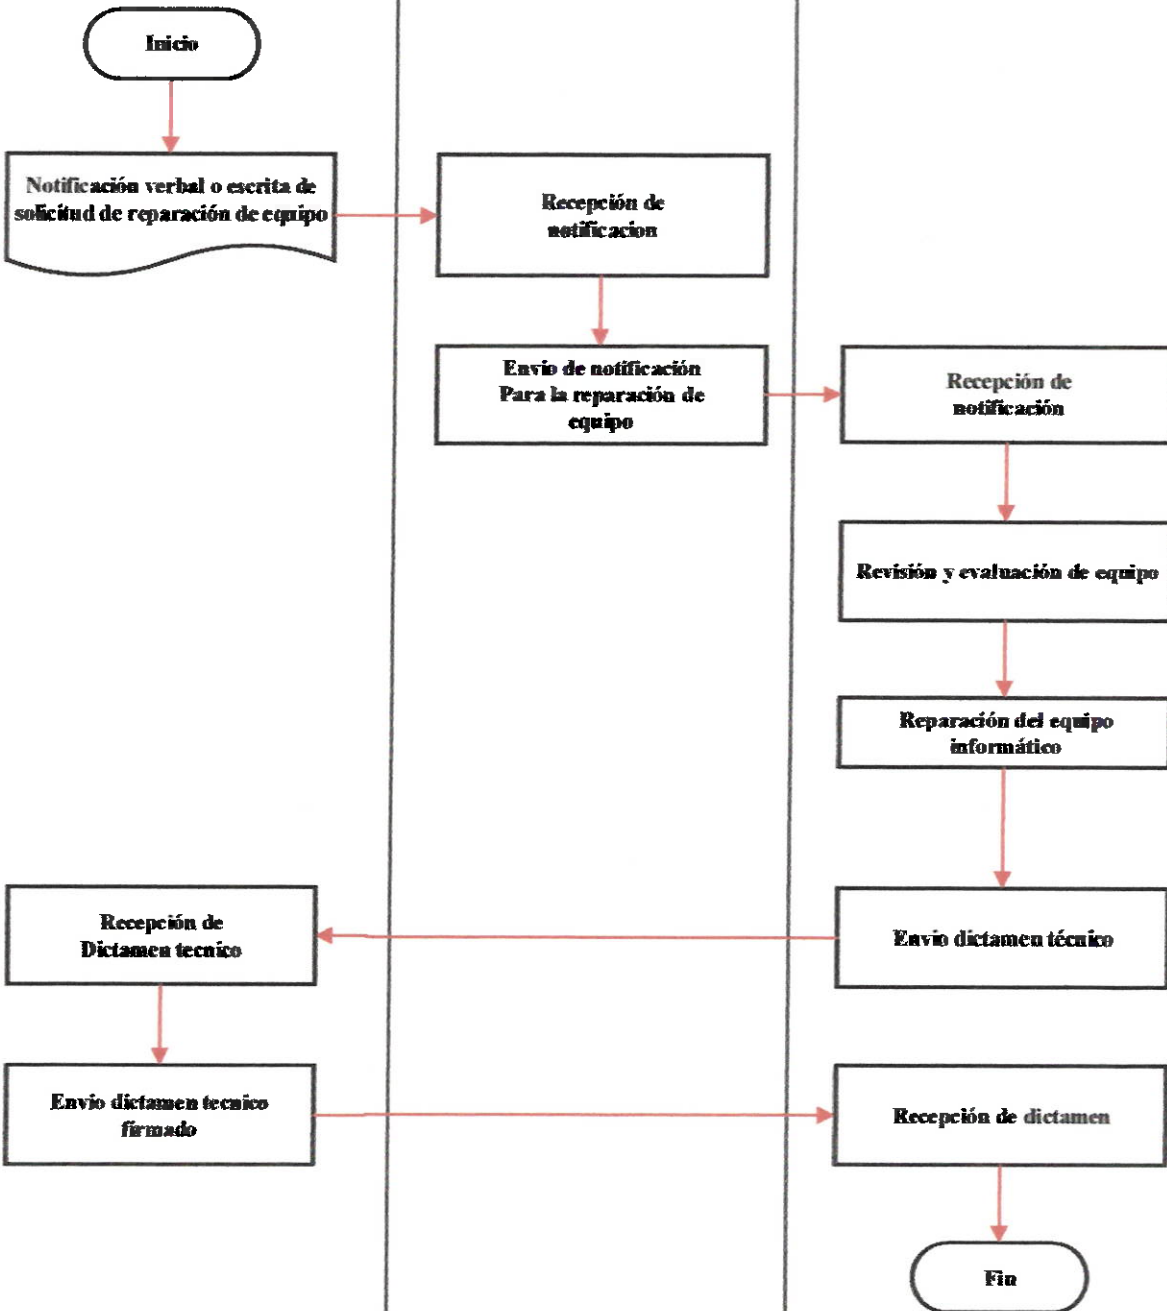 Inicio
Notificación verbal o escrita de
solicitud de reparación de equipo
Recepción de
notificacion
Envio de notificación
Para la reparación de
equipo
Recepción de
notificación
Revisión y evaluación de equipo
Reparación del equipo
informático
Envio dictamen técnico
Recepción de
Dictamen tecnico
Envio dictamen tecnico
firmado
Recepción de dictamen
Fin